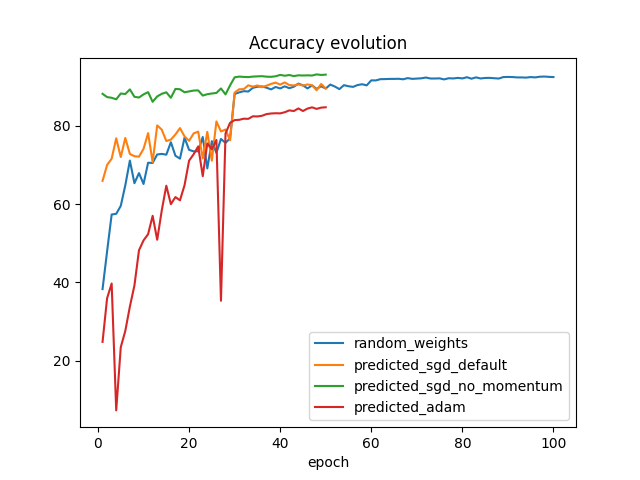 Accuracy evolution
80
60
40
20
random_weights
predicted_sgd_default
predicted_sgd_no_momentum
predicted_adam
0 20 40 60 80 100
epoch